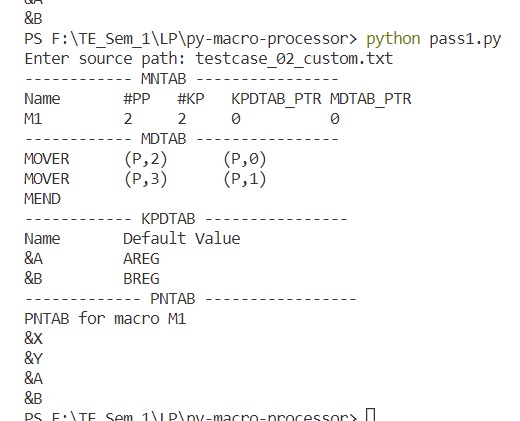 &A
&B
PS F:\TE_Sem_1\LP\py-macro-processor> python pass1.py
Enter source path: testcase_02_custom.txt
------------ MNTAB ----------------
Name #PP #KP KPDTAB_PTR MDTAB_PTR
M1 2 2 0 0
------------ MDTAB ----------------
MOVER (P,2) (P,0)
MOVER (P,3) (P,1)
MEND
------------ KPDTAB ----------------
Name Default Value
&A AREG
&B BREG
------------ PNTAB -----------------
PNTAB for macro M1
&X
&Y
&A
&B
PS F:\TE_Sem_1\LP\py-macro-processor>